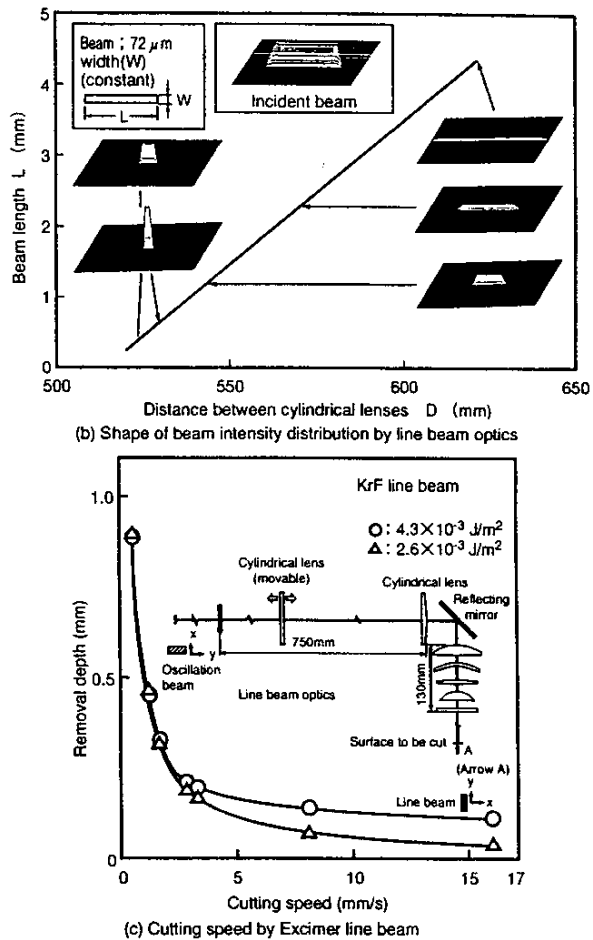 5
4
3
2
1
0
Beam length L (mm)
Beam ; 72 μm
width(W)
(constant)
W
L
Incident beam
500
550
600
650
Distance between cylindrical lenses D (mm)
(b) Shape of beam intensity distribution by line beam optics
1.0
0.5
0
Removal depth (mm)
KrF line beam
○ : 4.3×10⁻³ J/m²
△ : 2.6×10⁻³ J/m²
Cylindrical lens
(movable)
Cylindrical lens
Reflecting
mirror
x
y
750mm
Oscillation
beam
130mm
Line beam optics
Surface to be cut
A
(Arrow A)
y
Line beam
x
0
5
10
15
17
Cutting speed (mm/s)
(c) Cutting speed by Excimer line beam